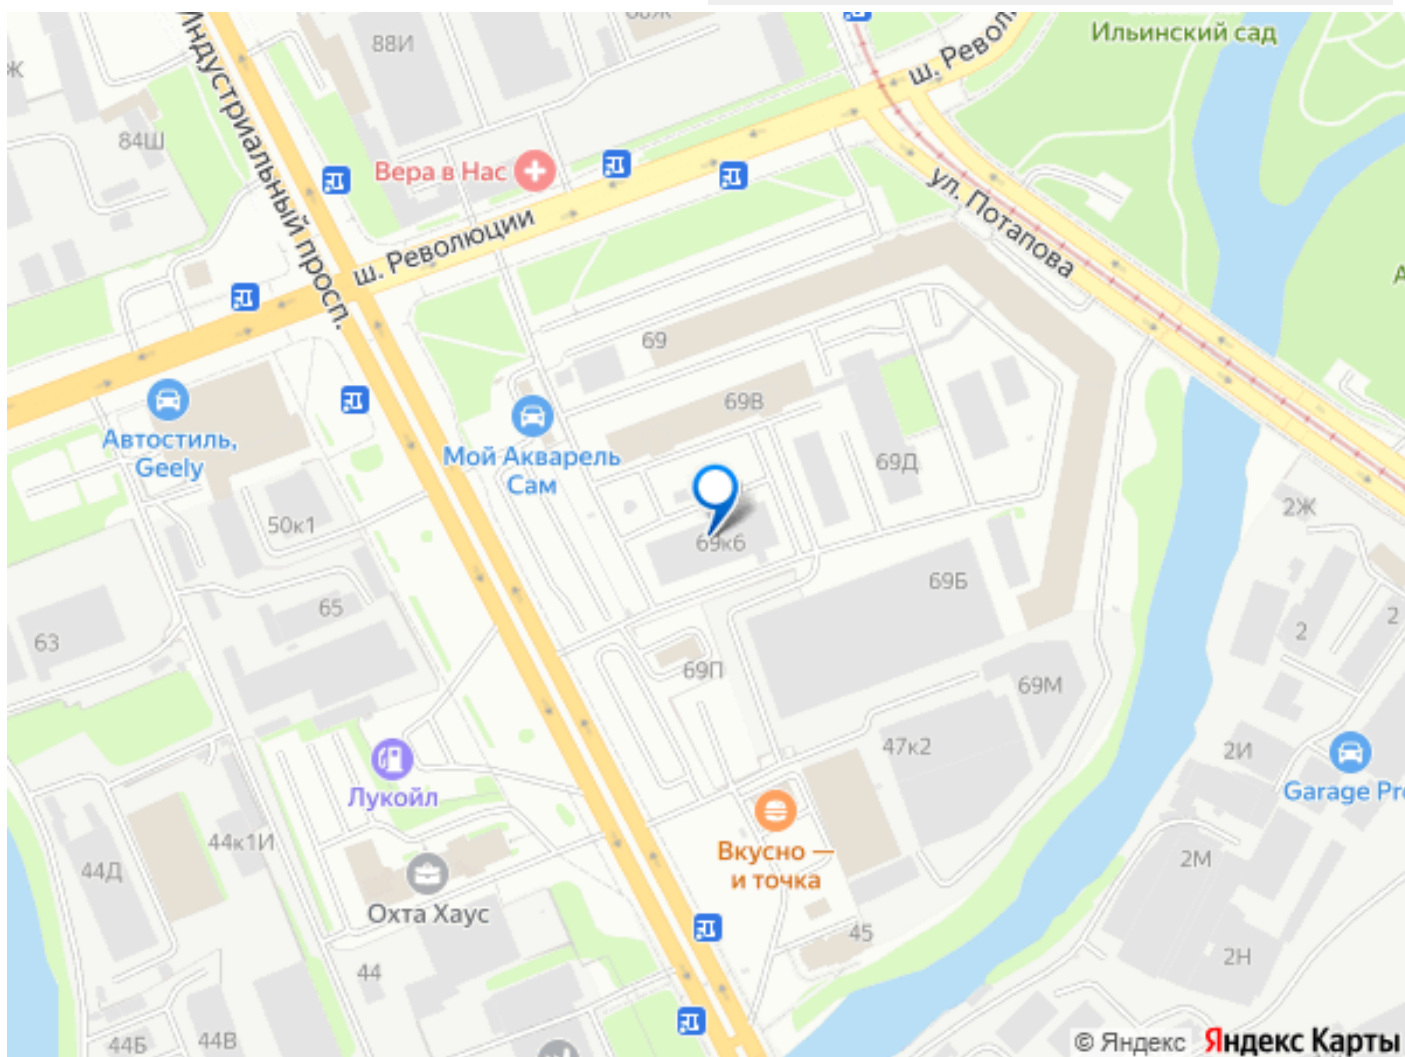 Ильинский сад
88И
Ж
Индустриальный просп.
84Ш
Вера в Нас
ш. Револ
ш. Революции
ул. Потапова
69
69В
Автостиль,
Geely
Мой Акварель
Сам
69Д
50к1
69к6
2Ж
65
69Б
63
2
2
69П
69М
47к2
2И
Лукойл
Garage Pro
44к1И
Вкусно —
и точка
44Д
2М
Охта Хаус
45
44
2Н
44Б
44В
© Яндекс
Яндекс Карты